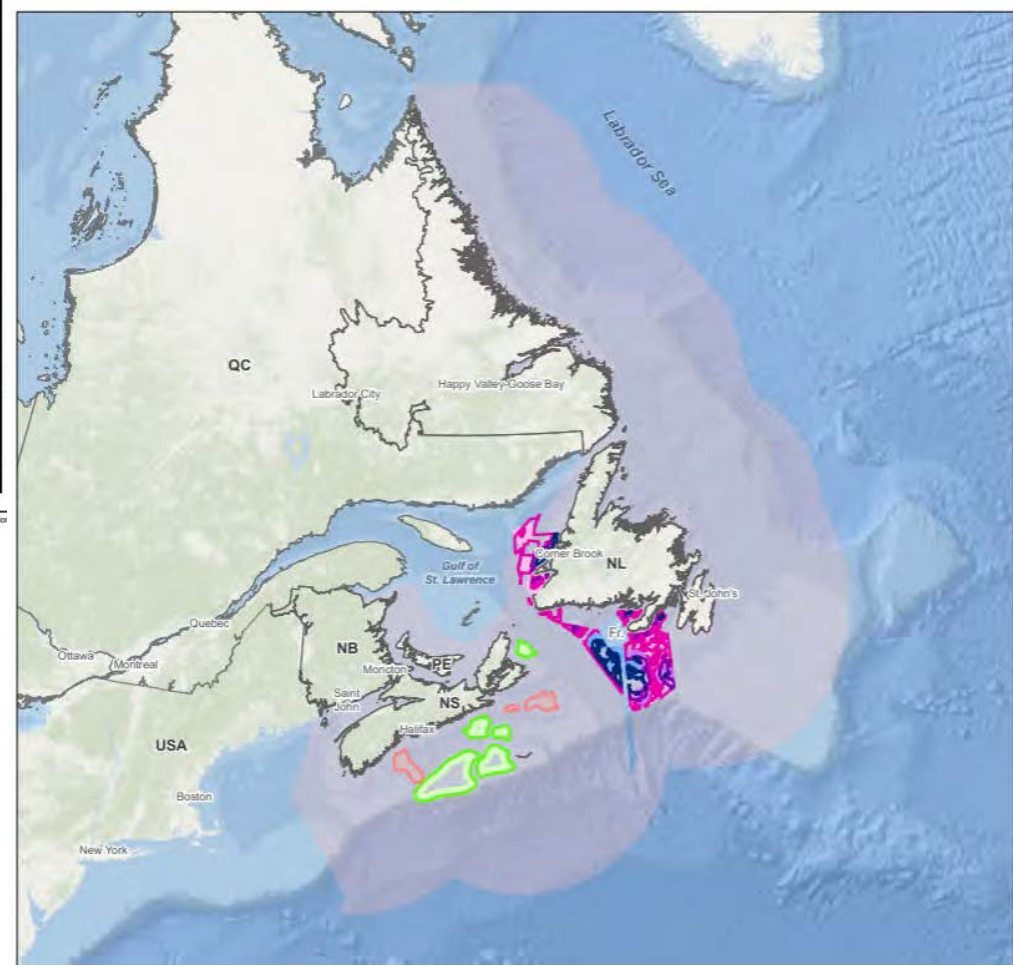 Labrador Sea
QC
Labrador City
Happy Valley-Goose Bay
Corner Brook
NL
Gulf of
St. Lawrence
St. John's
Fr.
Quebec
NB
PE
Ottawa
Montreal
Moncton
Saint
John
NS
Halifax
USA
Boston
New York